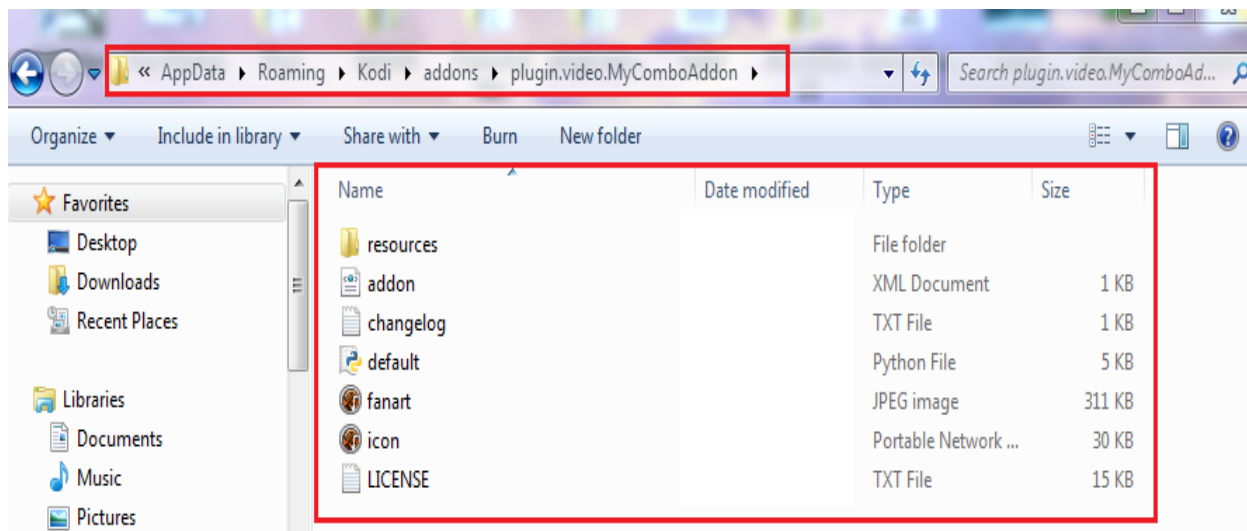 « AppData Roaming Kodi addons plugin.video.MyComboAddon Search plugin.video.MyComboAd...
Organize Include in library Share with Burn New folder
Favorites
Desktop
Downloads
Recent Places
Libraries
Documents
Music
Pictures
Name Date modified Type Size
resources File folder
addon XML Document 1 KB
changelog TXT File 1 KB
default Python File 5 KB
fanart JPEG image 311 KB
icon Portable Network ... 30 KB
LICENSE TXT File 15 KB